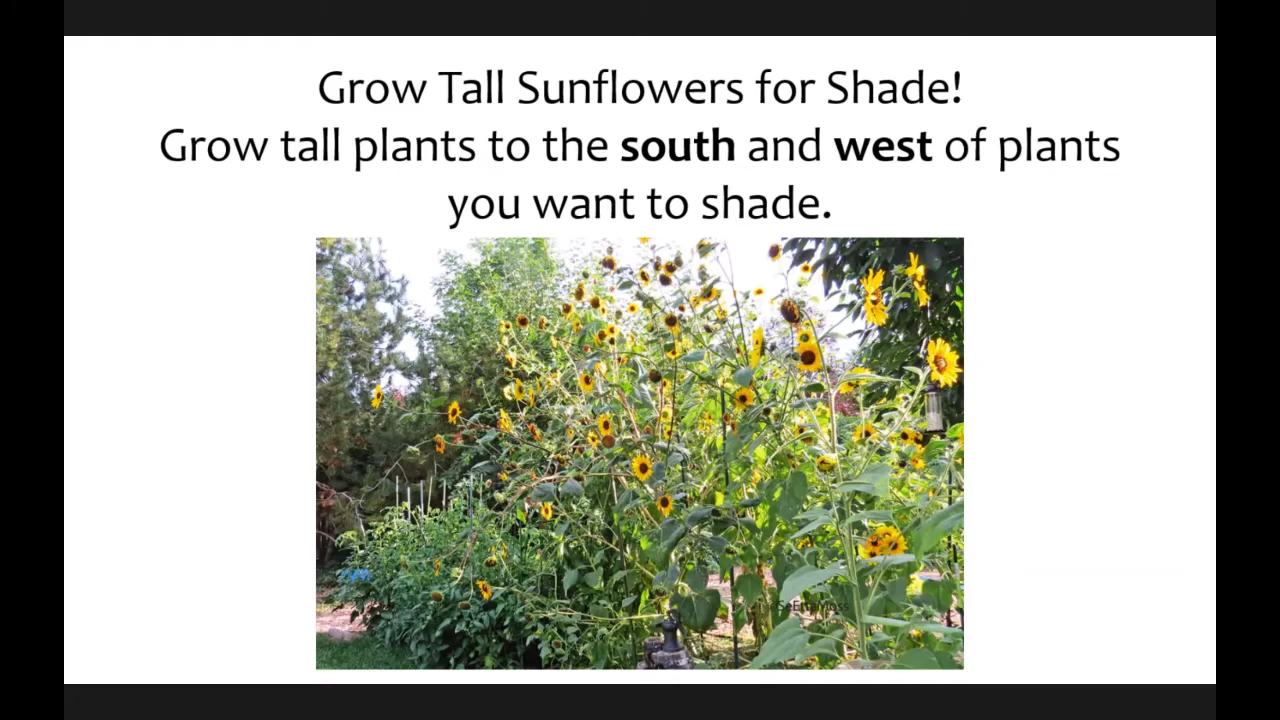 Grow Tall Sunflowers for Shade!
Grow tall plants to the south and west of plants
you want to shade.